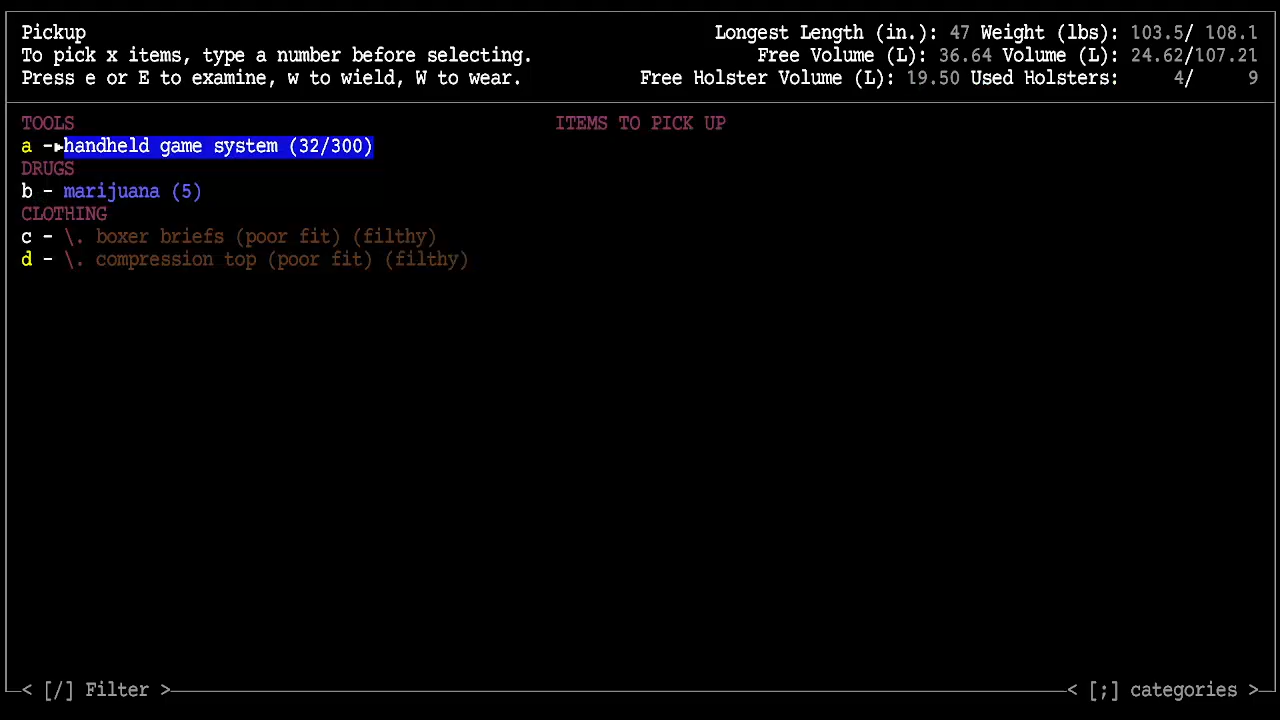 Pickup Longest Length (in.): 47 Weight (lbs): 103.5/ 108.1
To pick x items, type a number before selecting. Free Volume (L): 36.64 Volume (L): 24.62/107.21
Press e or E to examine, w to wield, W to wear. Free Holster Volume (L): 19.50 Used Holsters: 4/ 9
TOOLS ITEMS TO PICK UP
a -▸handheld game system (32/300)
DRUGS
b - marijuana (5)
CLOTHING
c - \. boxer briefs (poor fit) (filthy)
d - \. compression top (poor fit) (filthy)
< [/] Filter > < [;] categories >